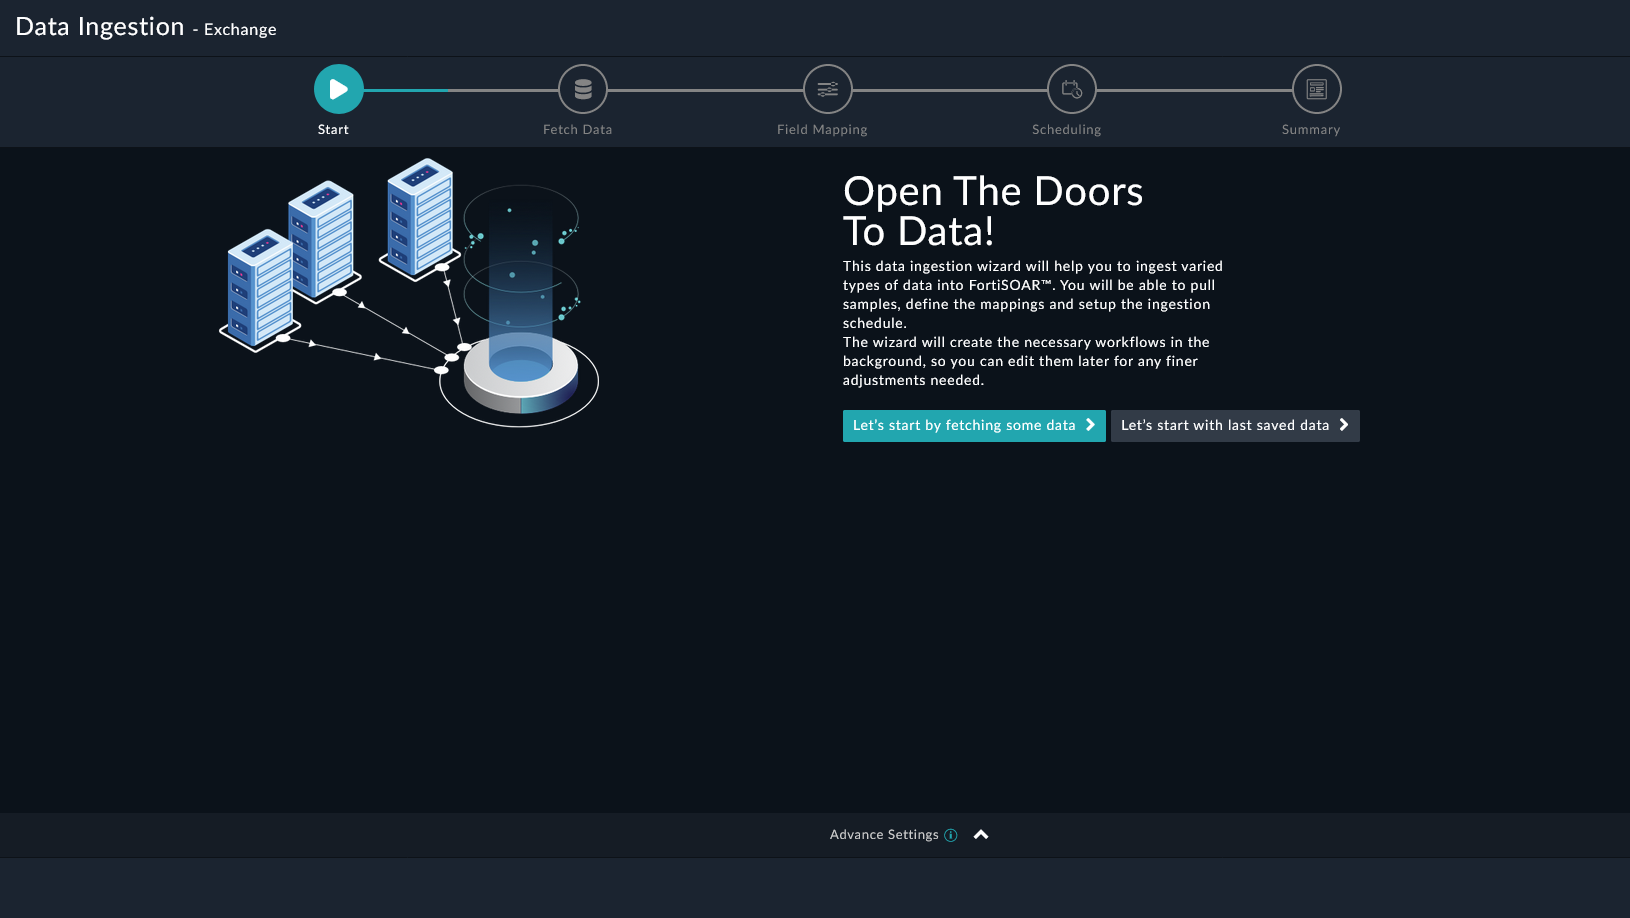 Data Ingestion - Exchange
Start
Fetch Data
Field Mapping
Scheduling
Summary
Open The Doors
To Data!
This data ingestion wizard will help you to ingest varied
types of data into FortiSOAR™. You will be able to pull
samples, define the mappings and setup the ingestion
schedule.
The wizard will create the necessary workflows in the
background, so you can edit them later for any finer
adjustments needed.
Let's start by fetching some data
Let's start with last saved data
Advance Settings